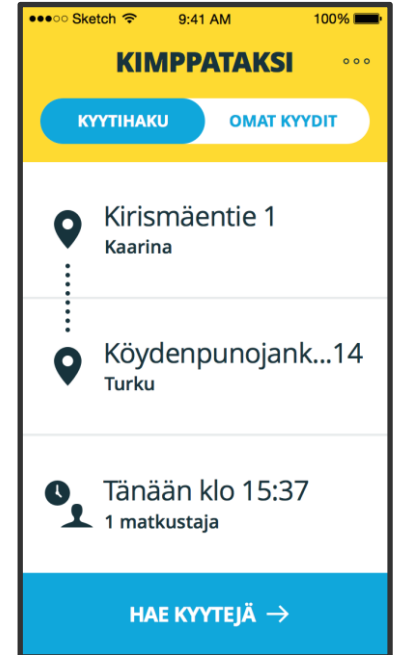 Sketch 9:41 AM 100%
KIMPPATAKSI
KYYTIHAKU OMAT KYYDIT
Kirismäentie 1
Kaarina
Köydenpunojank...14
Turku
Tänään klo 15:37
1 matkustaja
HAE KYYTEJÄ →